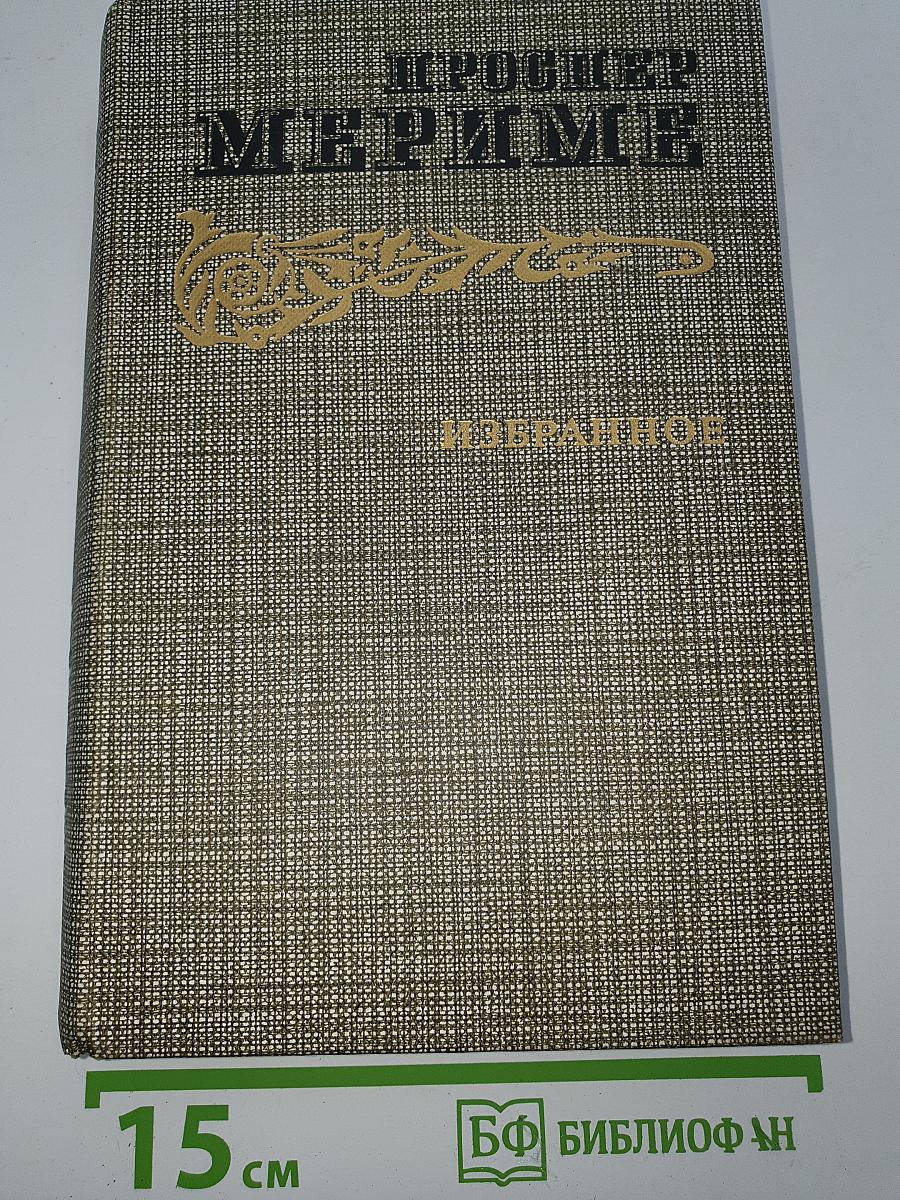 ПРОСПЕР
МЕРИМЕ
ИЗБРАННОЕ
15 см
БФ БИБЛИОФАН